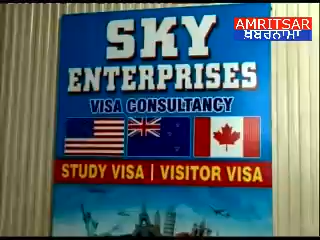 AMRITSAR
ਖ਼ਬਰਨਾਮਾ
SKY
ENTERPRISES
VISA CONSULTANCY
STUDY VISA | VISITOR VISA